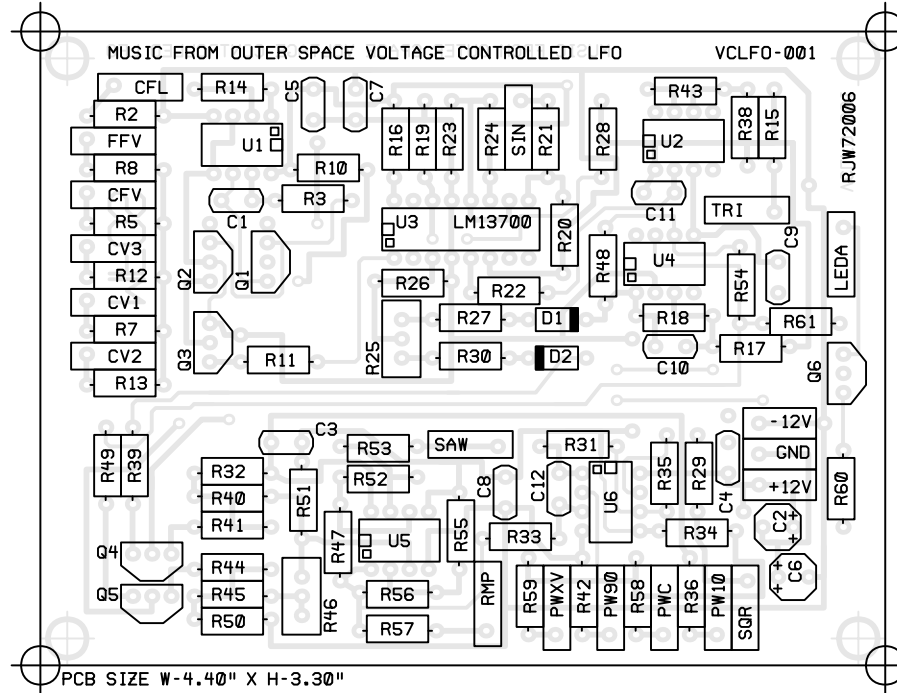 MUSIC FROM OUTER SPACE VOLTAGE CONTROLLED LFO VCLFO-001
CFL
R14
C5
C7
R43
R2
FFV
R8
CFV
R5
CV3
R12
CV1
R7
CV2
R13
U1
R10
R3
C1
Q2
Q1
Q3
R11
R16
R19
R23
R24
SIN
R21
R28
U2
R38
R15
RJW72006
U3 LM13700
R20
C11
TRI
C9
LEDA
R26
R22
R48
U4
R54
R25
R27
D1
R18
R61
R30
D2
C10
R17
Q6
R49
R39
C3
R53
SAW
R31
-12V
GND
+12V
R32
R40
R41
R51
R52
C8
C12
U6
R35
R29
C4
R60
R47
U5
R55
R33
R34
C2
+
Q4
Q5
R44
R45
R50
R46
R56
R57
RMP
R59
PWXV
R42
PW90
R58
PWC
R36
PW10
SQR
+
C6
PCB SIZE W-4.40" X H-3.30"